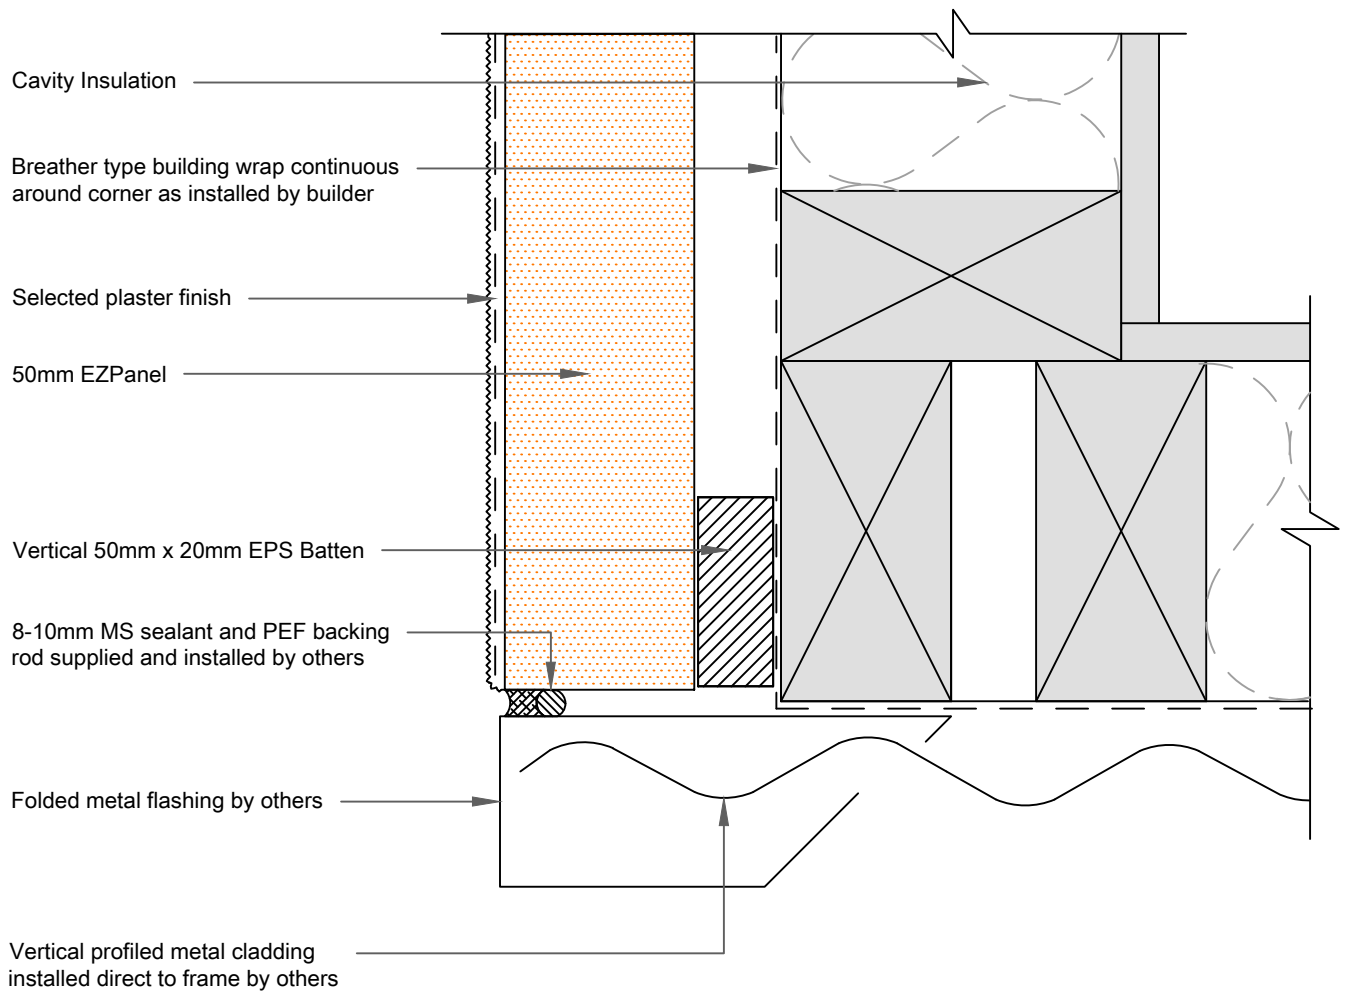 Cavity Insulation
Breather type building wrap continuous
around corner as installed by builder
Selected plaster finish
50mm EZPanel
Vertical 50mm x 20mm EPS Batten
8-10mm MS sealant and PEF backing
rod supplied and installed by others
Folded metal flashing by others
Vertical profiled metal cladding
installed direct to frame by others